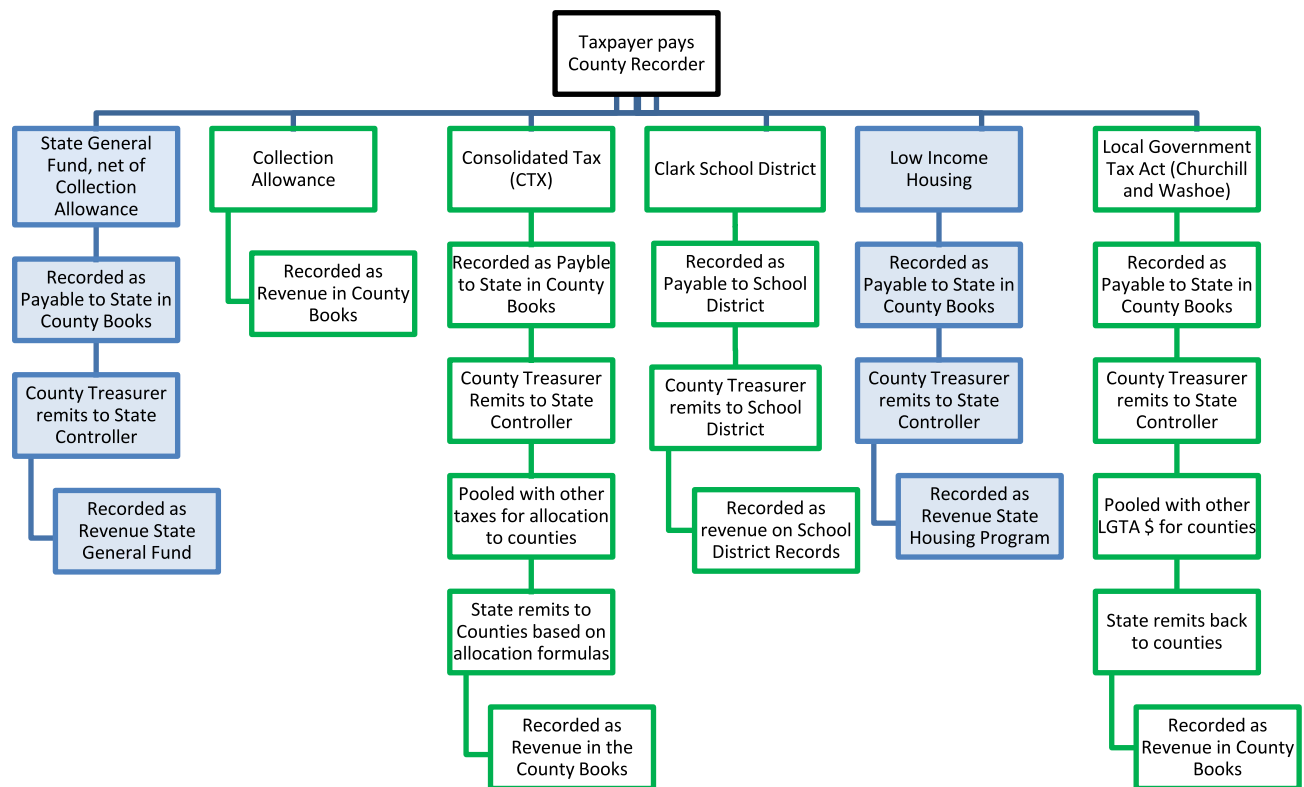 Taxpayer pays
County Recorder
State General
Fund, net of
Collection
Allowance
Recorded as
Payable to State in
County Books
County Treasurer
remits to State
Controller
Recorded as
Revenue State
General Fund
Collection
Allowance
Recorded as
Revenue in County
Books
Consolidated Tax
(CTX)
Recorded as Payble
to State in County
Books
County Treasurer
Remits to State
Controller
Pooled with other
taxes for allocation
to counties
State remits to
Counties based on
allocation formulas
Recorded as
Revenue in the
County Books
Clark School District
Recorded as
Payable to School
District
County Treasurer
remits to School
District
Recorded as
revenue on School
District Records
Low Income
Housing
Recorded as
Payable to State in
County Books
County Treasurer
remits to State
Controller
Recorded as
Revenue State
Housing Program
Local Government
Tax Act (Churchill
and Washoe)
Recorded as
Payable to State in
County Books
County Treasurer
remits to State
Controller
Pooled with other
LGTA $ for counties
State remits back
to counties
Recorded as
Revenue in County
Books